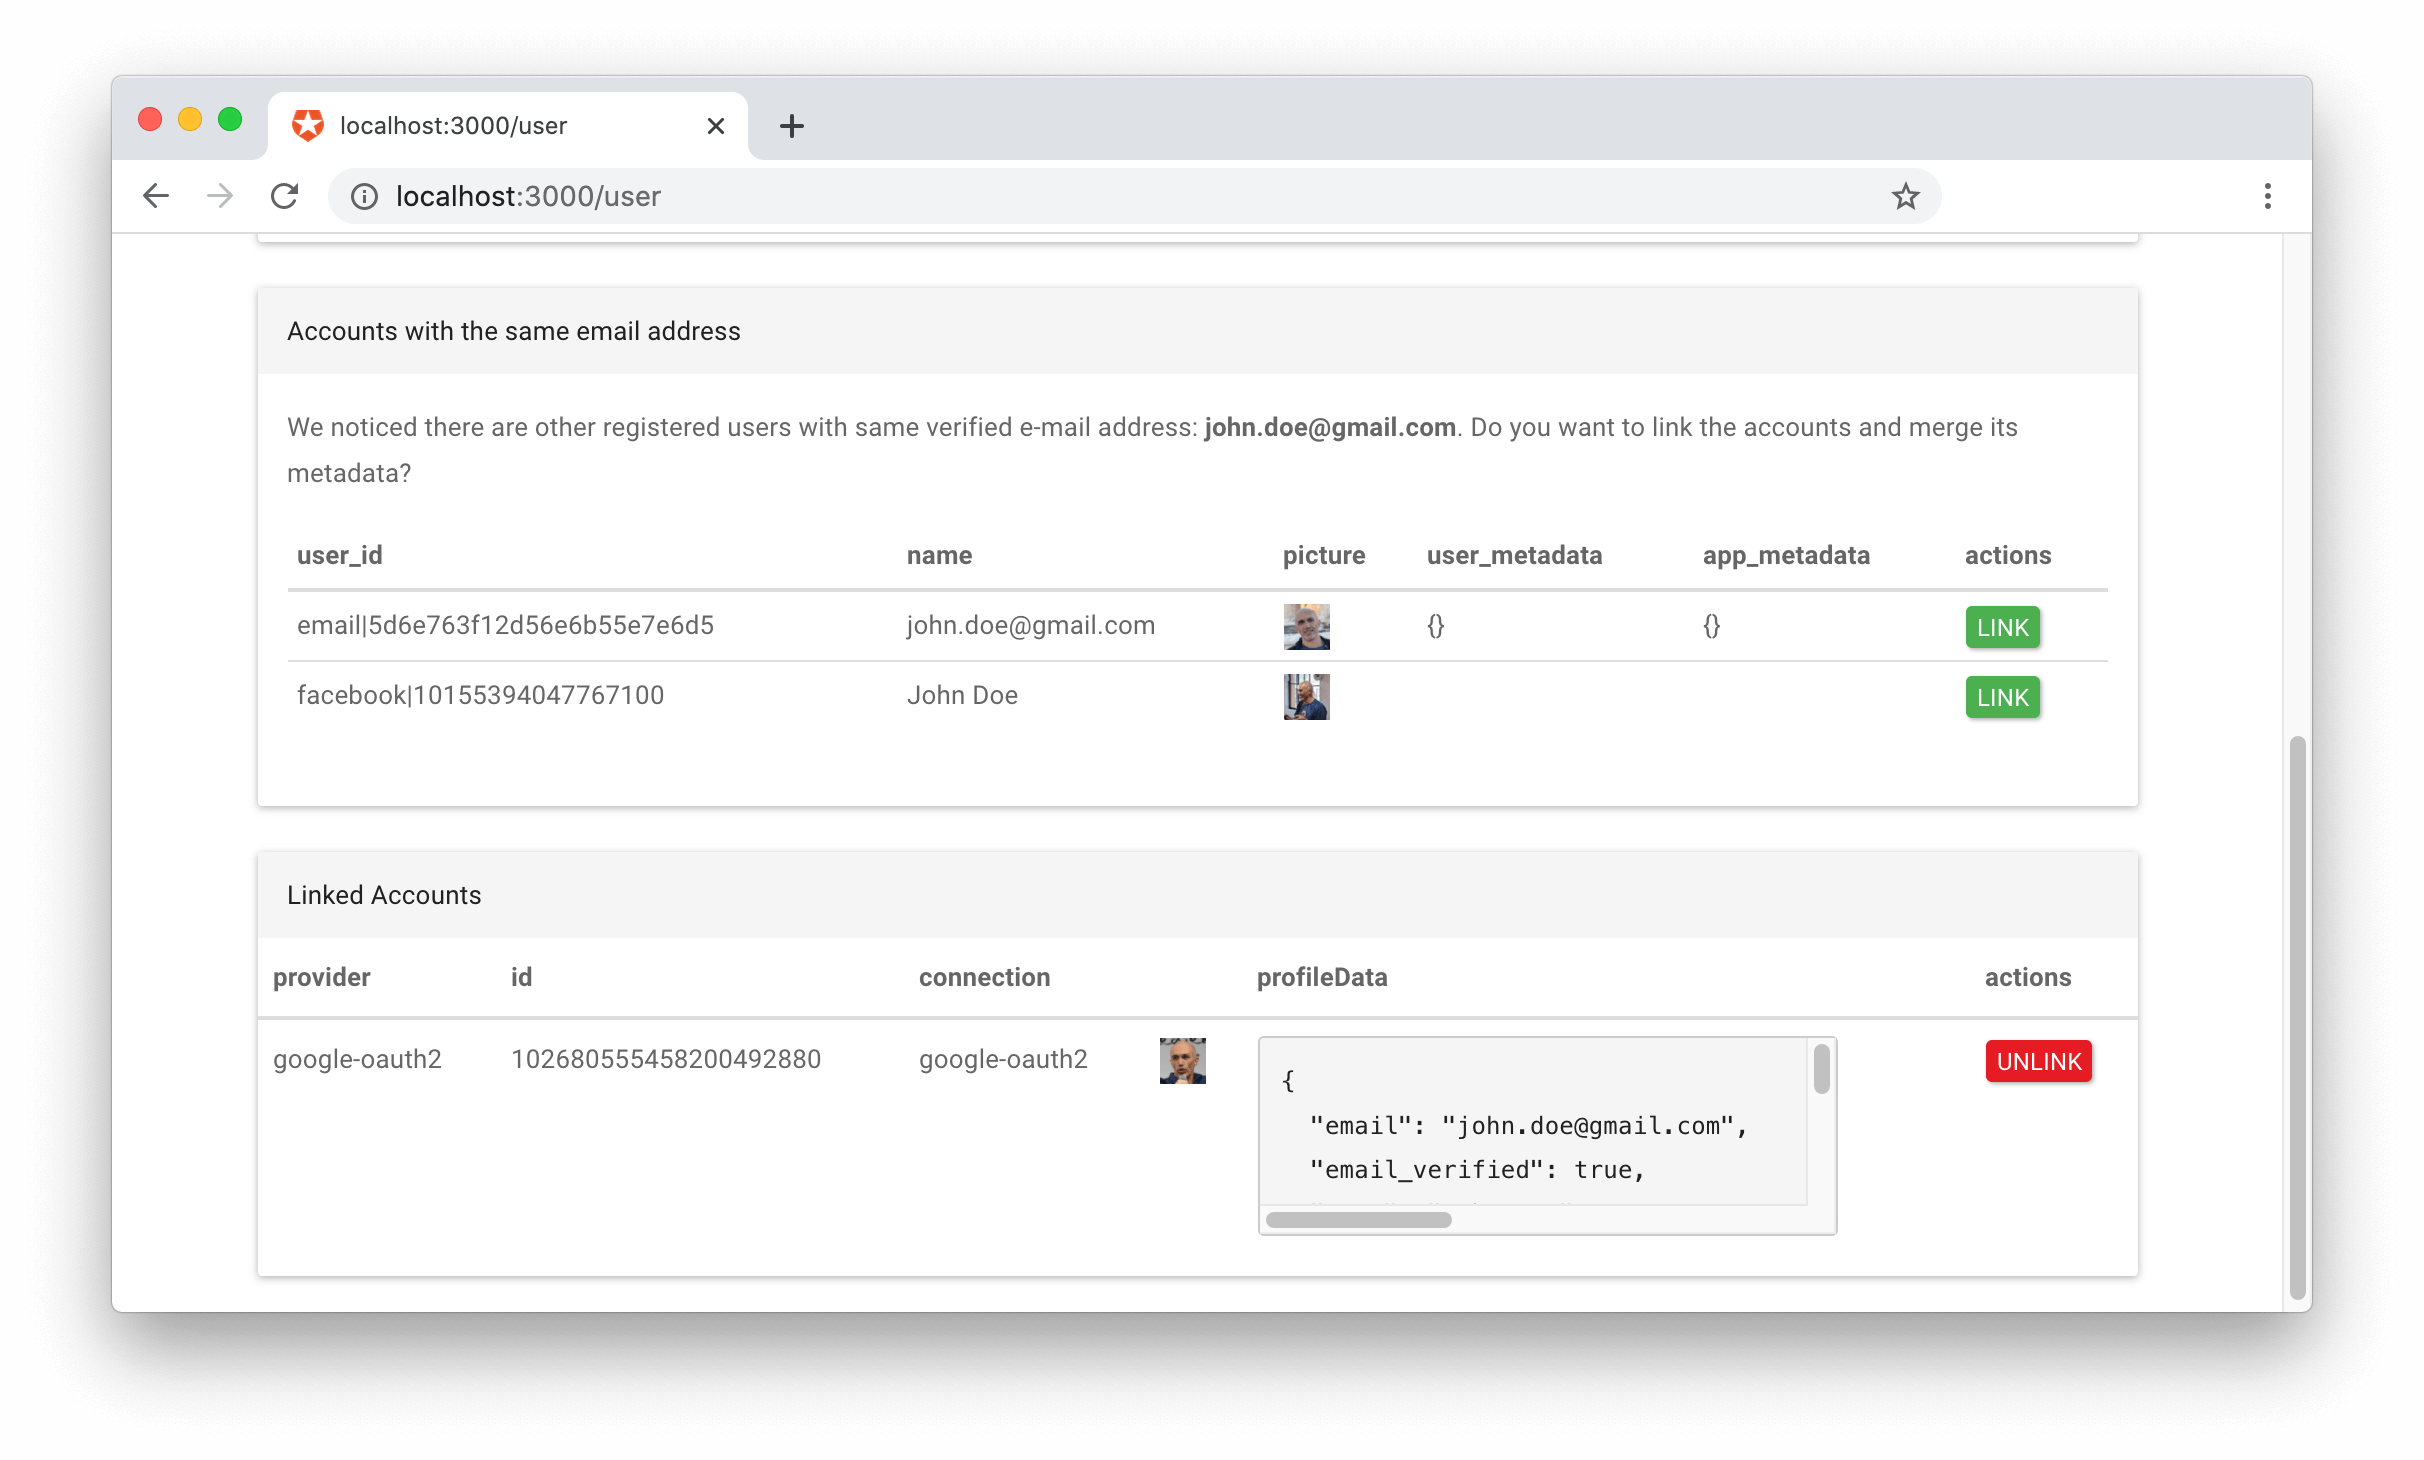 localhost:3000/user
localhost:3000/user
Accounts with the same email address
We noticed there are other registered users with same verified e-mail address: john.doe@gmail.com. Do you want to link the accounts and merge its
metadata?
user_id name picture user_metadata app_metadata actions
email|5d6e763f12d56e6b55e7e6d5 john.doe@gmail.com {} {} LINK
facebook|10155394047767100 John Doe LINK
Linked Accounts
provider id connection profileData actions
google-oauth2 102680555458200492880 google-oauth2 UNLINK
{
"email": "john.doe@gmail.com",
"email_verified": true,